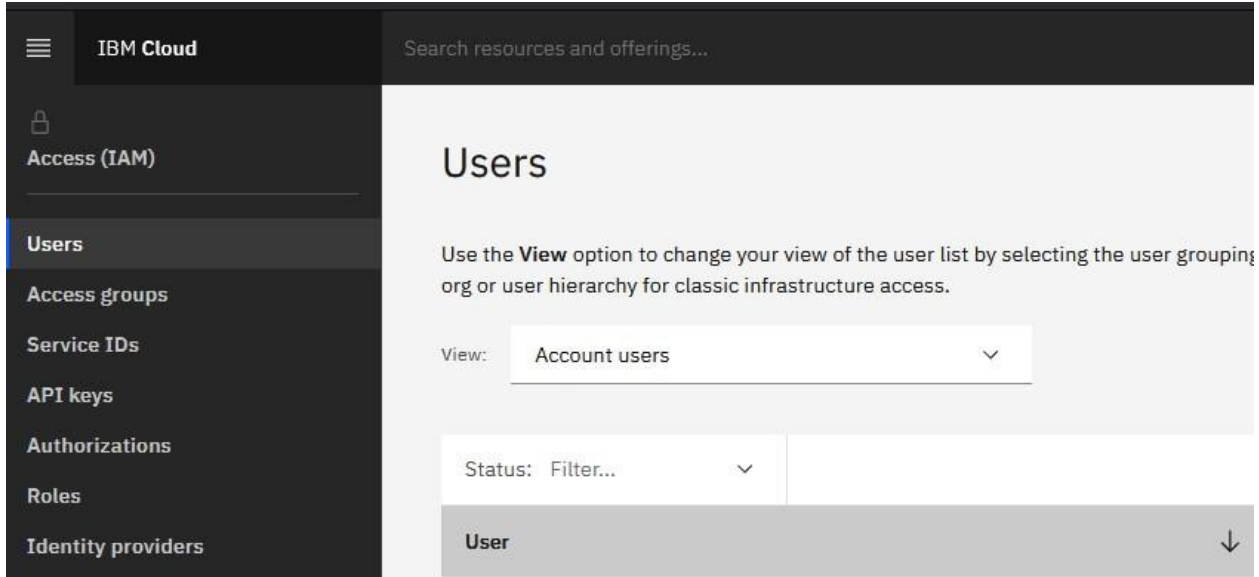 IBM Cloud
Search resources and offerings...
Access (IAM)
Users
Access groups
Service IDs
API keys
Authorizations
Roles
Identity providers
Users
Use the View option to change your view of the user list by selecting the user grouping
org or user hierarchy for classic infrastructure access.
View: Account users
Status: Filter...
User